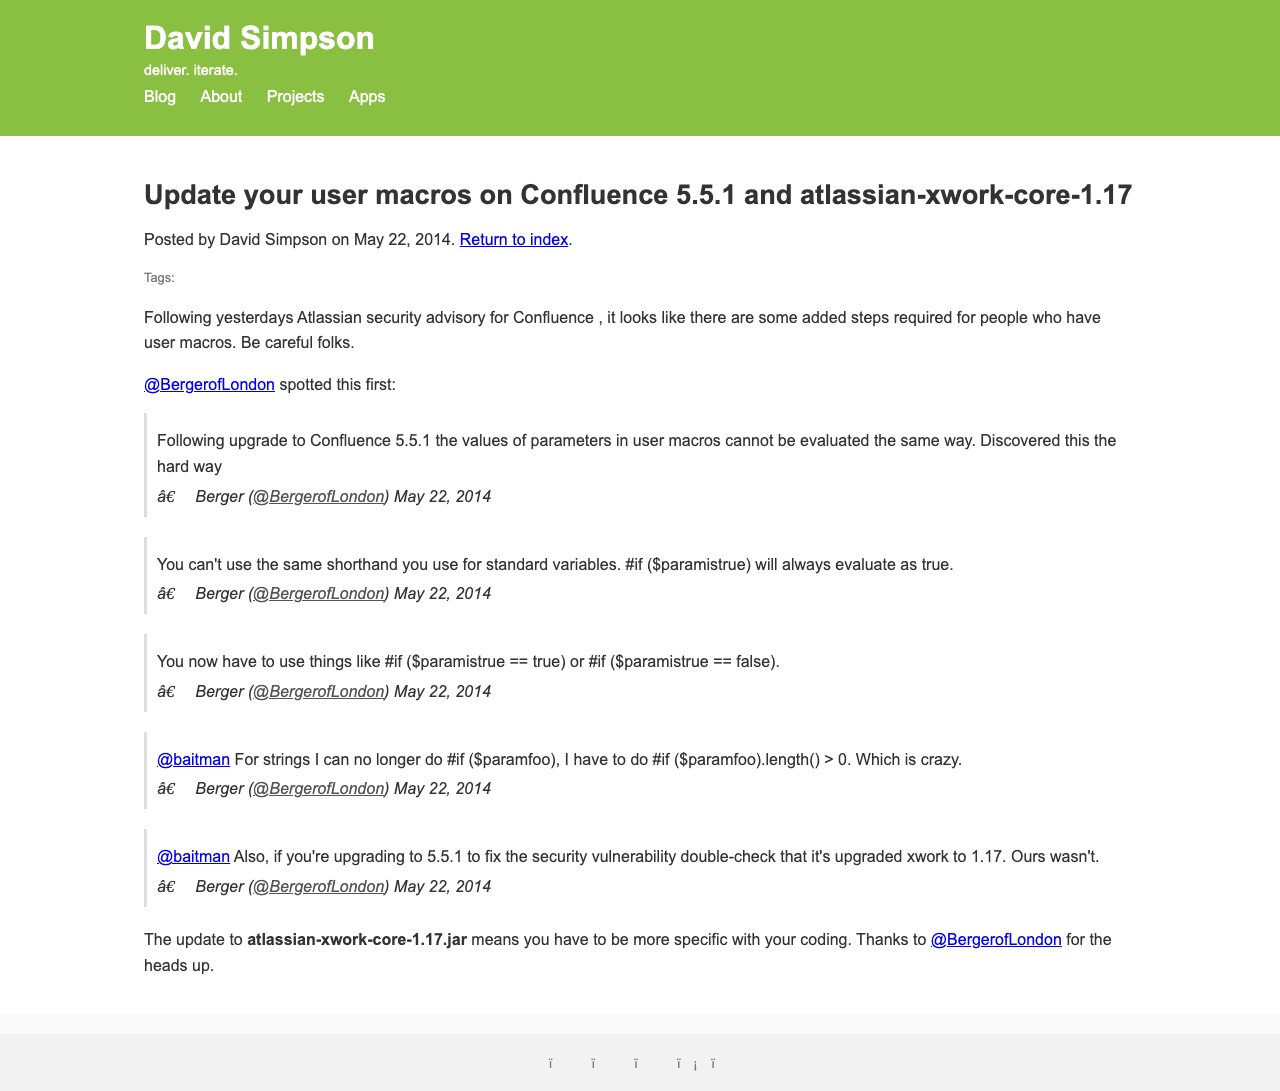 David Simpson
deliver. iterate.
Blog About Projects Apps
Update your user macros on Confluence 5.5.1 and atlassian-xwork-core-1.17
Posted by David Simpson on May 22, 2014. Return to index.
Tags:
Following yesterdays Atlassian security advisory for Confluence , it looks like there are some added steps required for people who have
user macros. Be careful folks.
@BergerofLondon spotted this first:
Following upgrade to Confluence 5.5.1 the values of parameters in user macros cannot be evaluated the same way. Discovered this the
hard way
â€ Berger (@BergerofLondon) May 22, 2014
You can't use the same shorthand you use for standard variables. #if ($paramistrue) will always evaluate as true.
â€ Berger (@BergerofLondon) May 22, 2014
You now have to use things like #if ($paramistrue == true) or #if ($paramistrue == false).
â€ Berger (@BergerofLondon) May 22, 2014
@baitman For strings I can no longer do #if ($paramfoo), I have to do #if ($paramfoo).length() > 0. Which is crazy.
â€ Berger (@BergerofLondon) May 22, 2014
@baitman Also, if you're upgrading to 5.5.1 to fix the security vulnerability double-check that it's upgraded xwork to 1.17. Ours wasn't.
â€ Berger (@BergerofLondon) May 22, 2014
The update to atlassian-xwork-core-1.17.jar means you have to be more specific with your coding. Thanks to @BergerofLondon for the
heads up.
ï ï ï ï ¡ ï